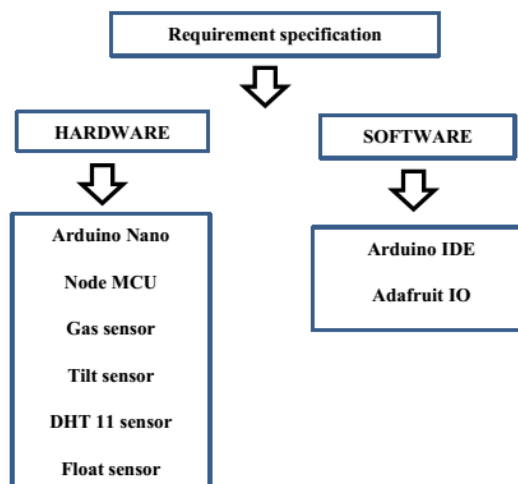 Requirement specification
HARDWARE
Arduino Nano
Node MCU
Gas sensor
Tilt sensor
DHT 11 sensor
Float sensor
SOFTWARE
Arduino IDE
Adafruit IO